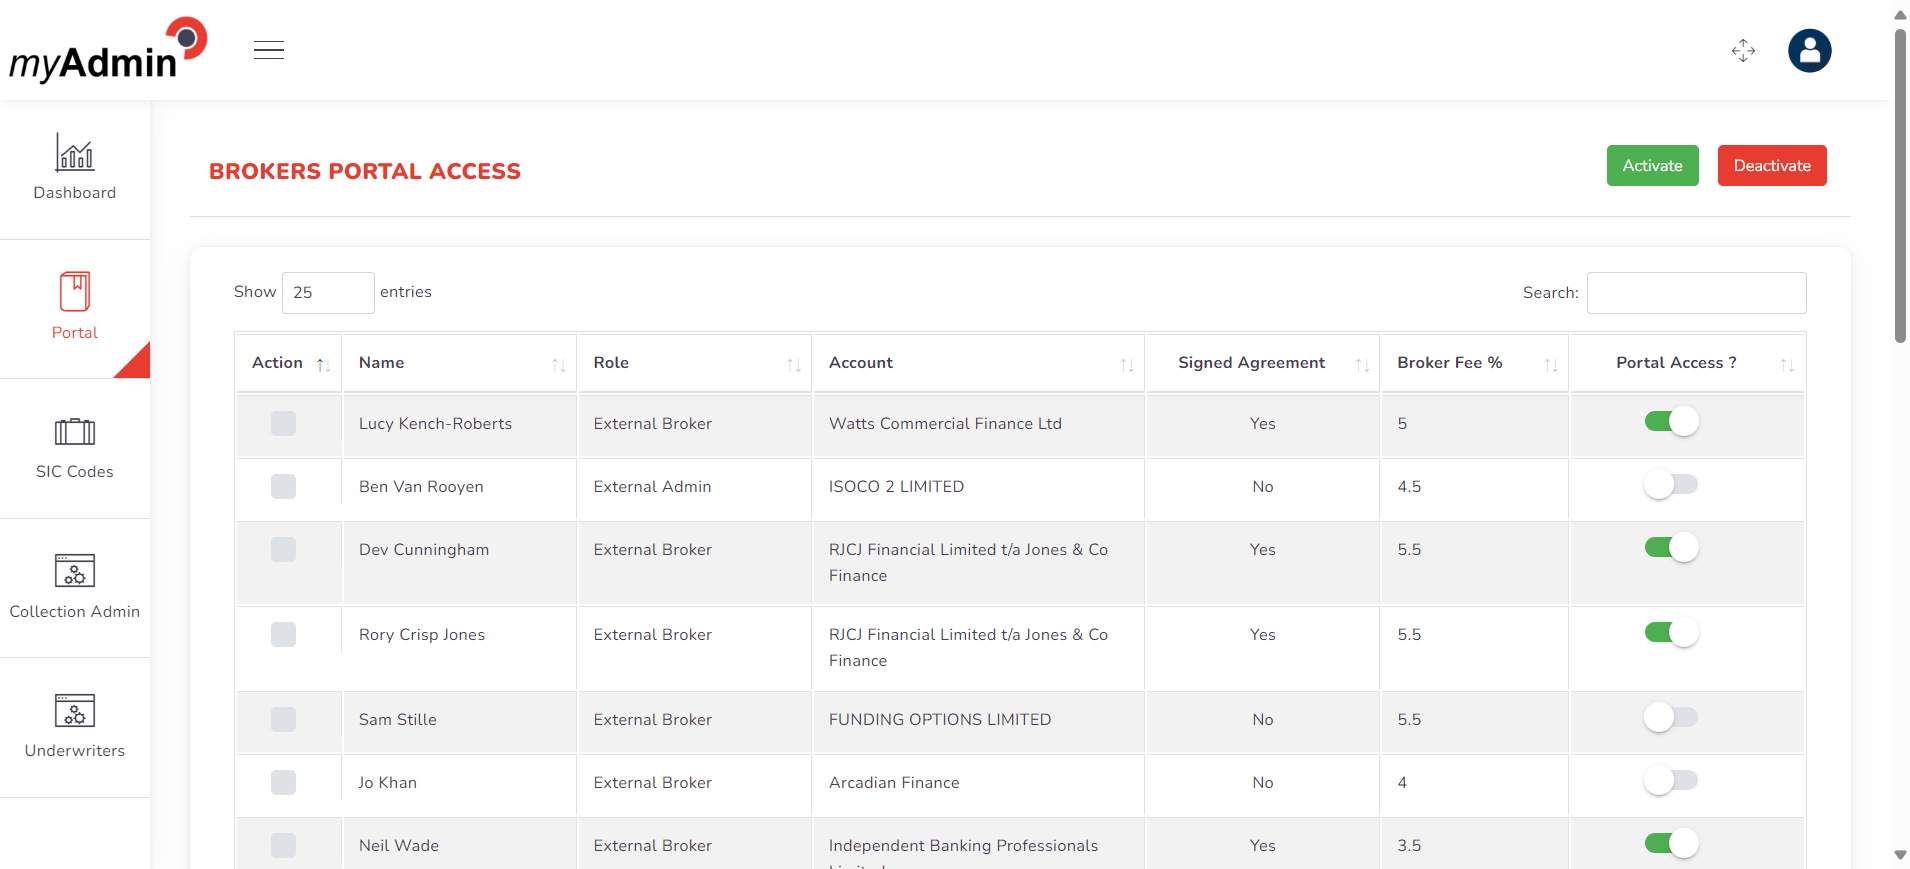 myAdmin
Dashboard
Portal
SIC Codes
Collection Admin
Underwriters
BROKERS PORTAL ACCESS
Activate
Deactivate
Show 25 entries
Search:
Action Name Role Account Signed Agreement Broker Fee % Portal Access ?
Lucy Kench-Roberts External Broker Watts Commercial Finance Ltd Yes 5
Ben Van Rooyen External Admin ISOCO 2 LIMITED No 4.5
Dev Cunningham External Broker RJCJ Financial Limited t/a Jones & Co Yes 5.5
Finance
Rory Crisp Jones External Broker RJCJ Financial Limited t/a Jones & Co Yes 5.5
Finance
Sam Stille External Broker FUNDING OPTIONS LIMITED No 5.5
Jo Khan External Broker Arcadian Finance No 4
Neil Wade External Broker Independent Banking Professionals Yes 3.5